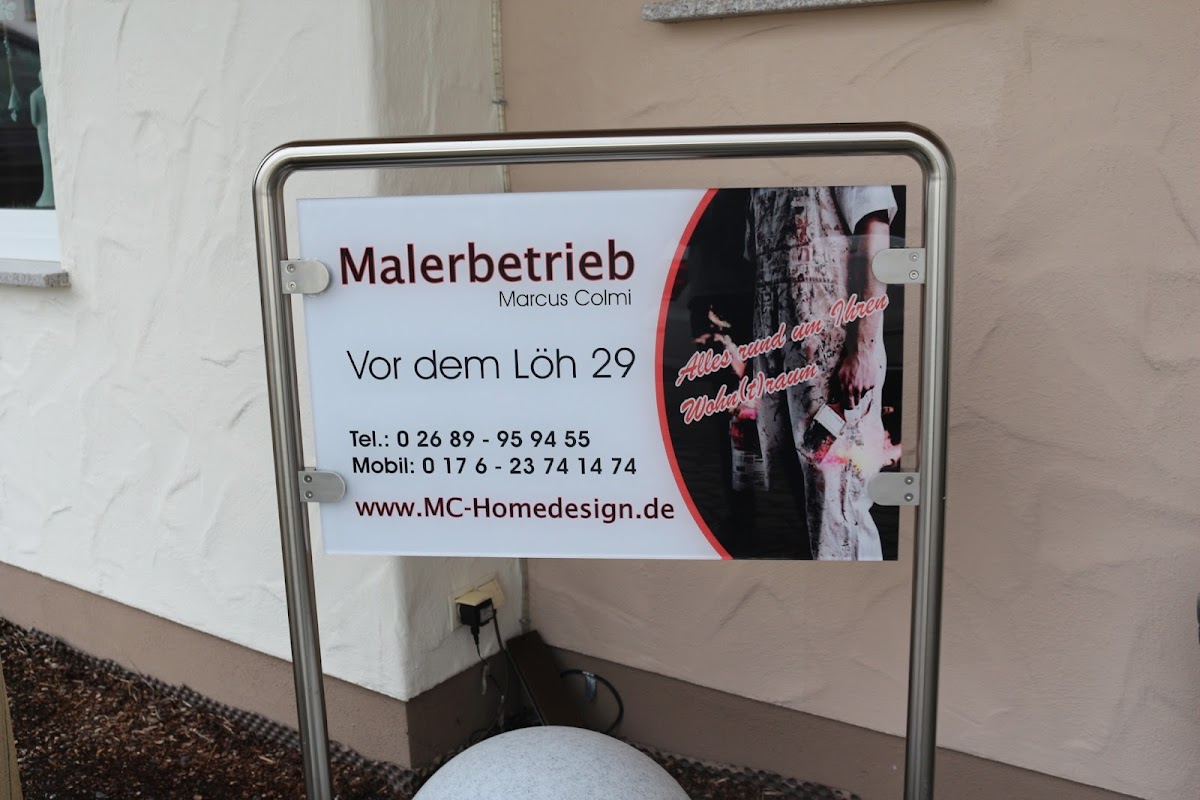 Malerbetrieb
Marcus Colmi
Vor dem Löh 29
Tel.: 0 26 89 - 95 94 55
Mobil: 0 17 6 - 23 74 14 74
www.MC-Homedesign.de
Alles rund um Ihren
Wohn(t)raum